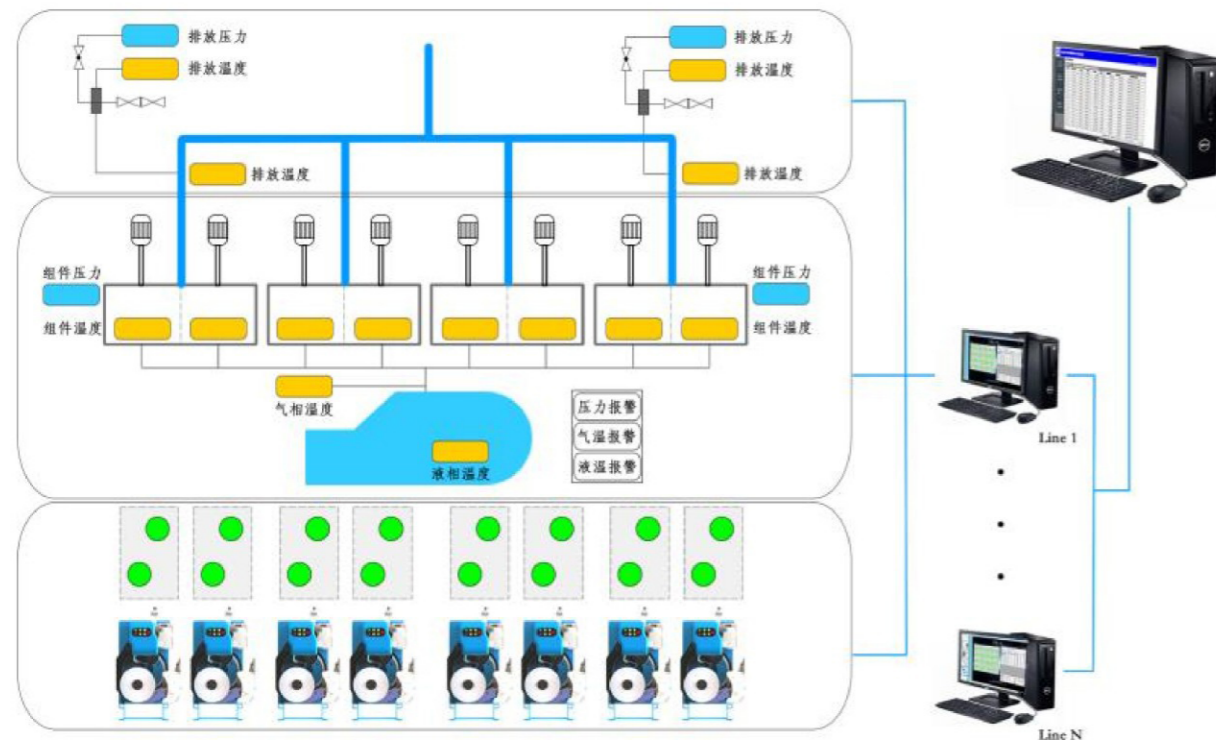 排放压力
排放压力
排放温度
排放温度
排放温度
排放温度
组件压力
组件压力
组件温度
组件温度
气相温度
压力报警
气温报警
液温报警
液相温度
Line 1
Line N